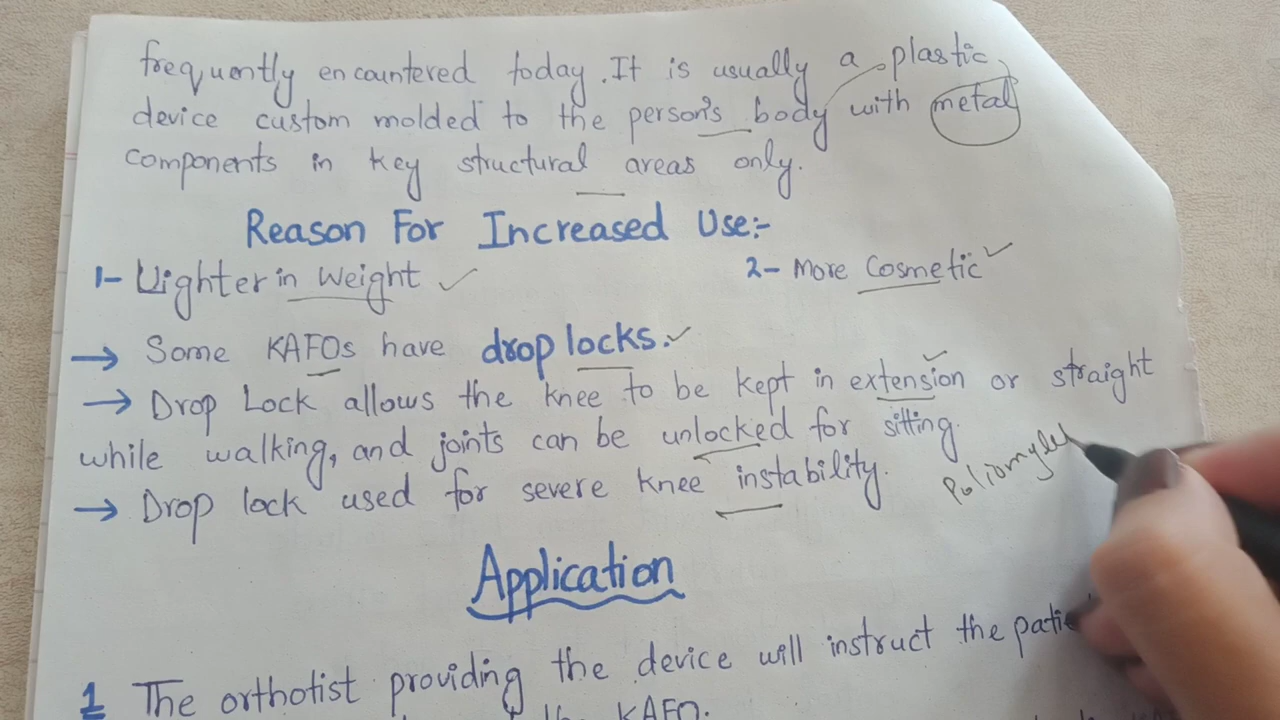 frequently encountered today. It is usually a plastic
device custom molded to the person's body with metal
components in key structural areas only.
Reason For Increased Use:-
1- Lighter in Weight
2- More Cosmetic
→ Some KAFOs have drop locks.
→ Drop Lock allows the knee to be kept in extension or straight
while walking, and joints can be unlocked for sitting.
→ Drop lock used for severe knee instability.
Poliomyle
Application
1 The orthotist providing the device will instruct the patie
the KAFO.